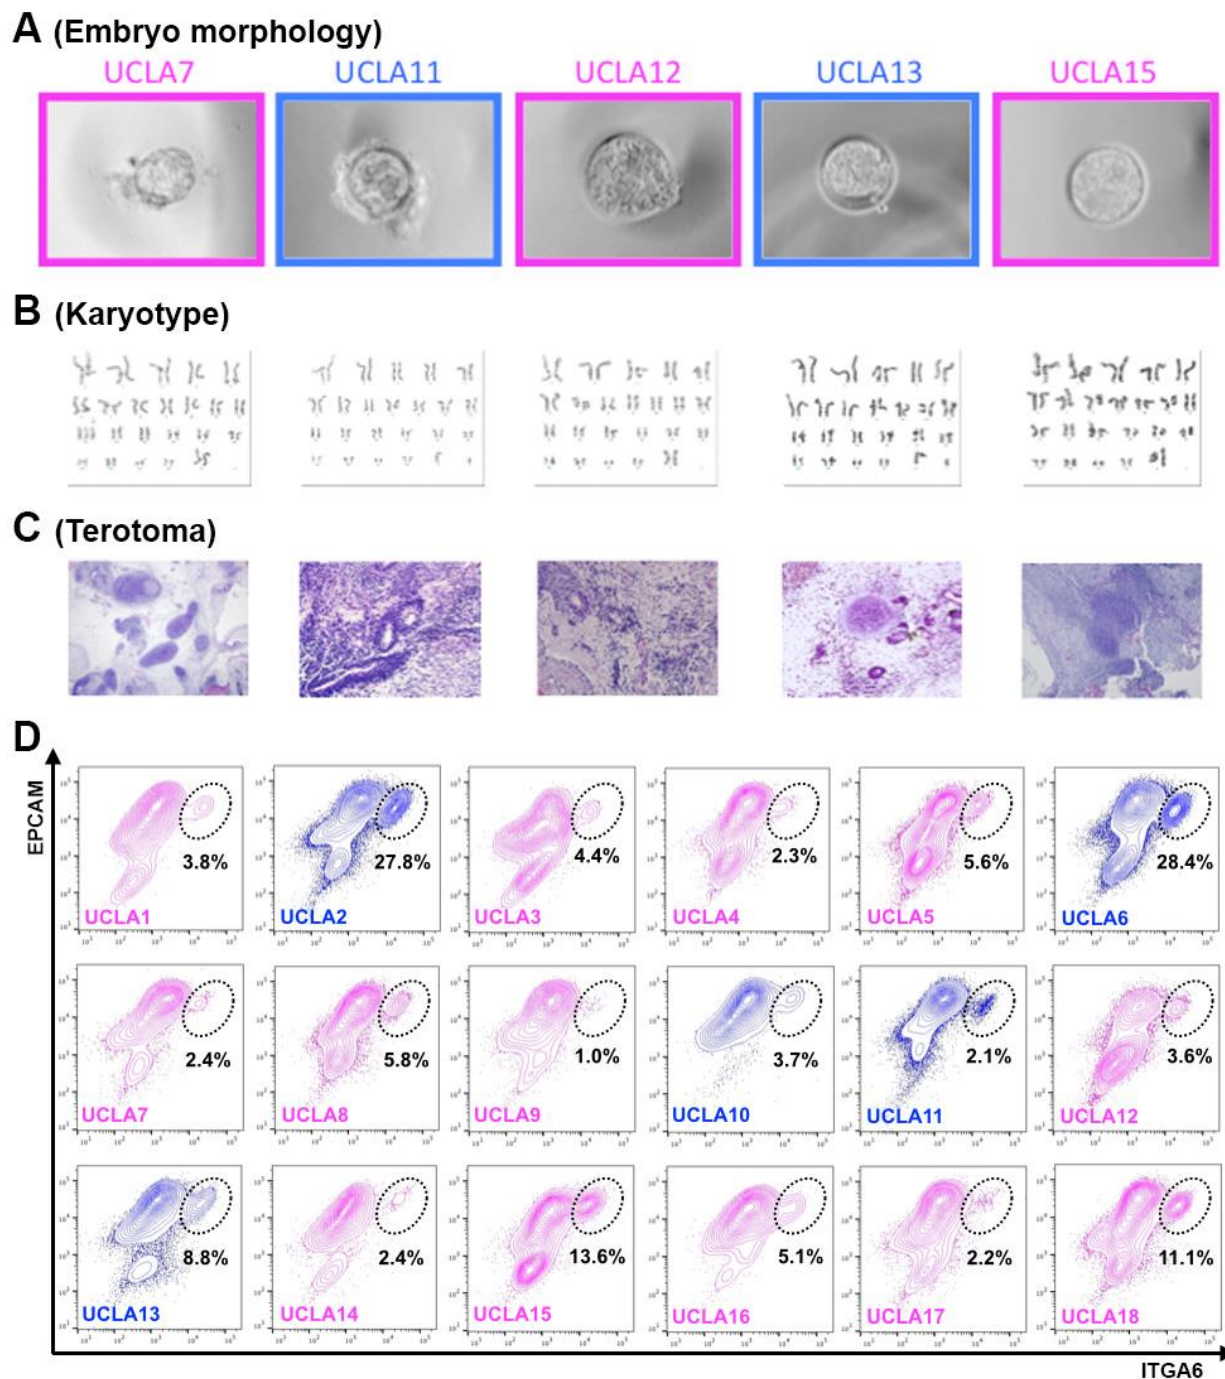 A (Embryo morphology)
UCLA7 UCLA11 UCLA12 UCLA13 UCLA15
B (Karyotype)
C (Terotoma)
D
EPCAM
3.8% 27.8% 4.4% 2.3% 5.6% 28.4%
UCLA1 UCLA2 UCLA3 UCLA4 UCLA5 UCLA6
2.4% 5.8% 1.0% 3.7% 2.1% 3.6%
UCLA7 UCLA8 UCLA9 UCLA10 UCLA11 UCLA12
8.8% 2.4% 13.6% 5.1% 2.2% 11.1%
UCLA13 UCLA14 UCLA15 UCLA16 UCLA17 UCLA18
ITGA6